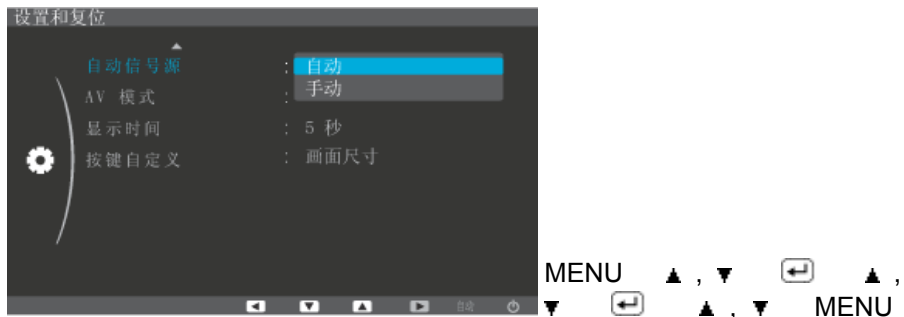 设置和复位
自动信号源 : 自动
手动
AV 模式 :
显示时间 : 5 秒
按键自定义 : 画面尺寸
自动
MENU ▲ , ▼ ▲ ,
▼ ▲ , ▼ MENU